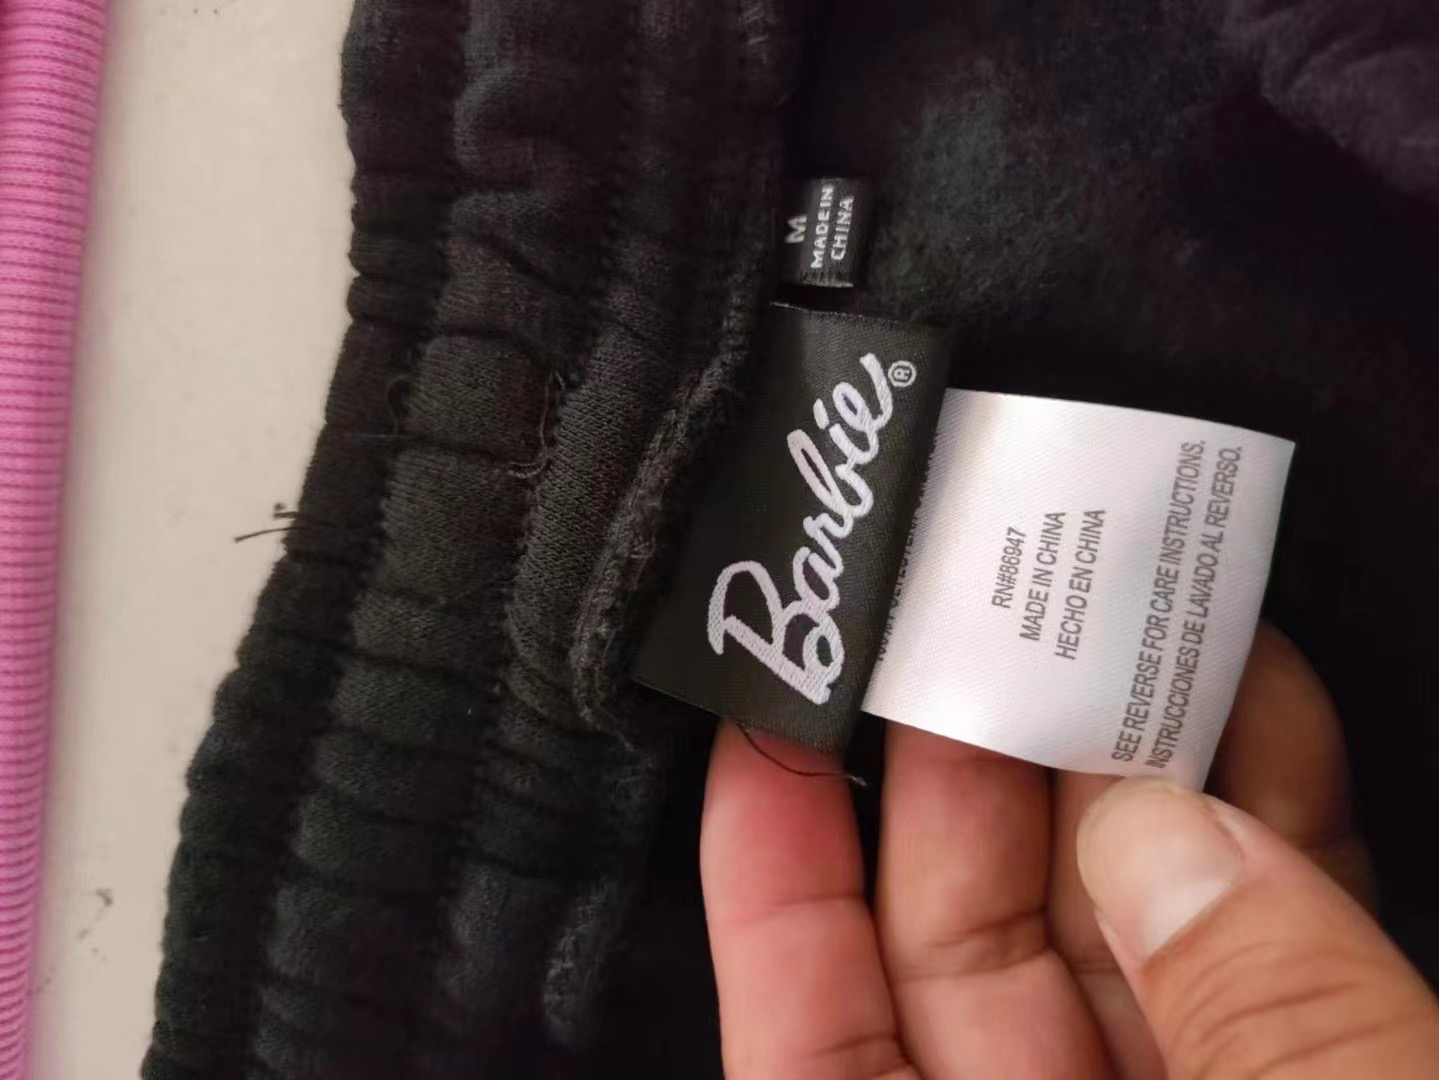 M
MADE IN
CHINA
Barbie®
RN#86947
MADE IN CHINA
HECHO EN CHINA
SEE REVERSE FOR CARE INSTRUCTIONS.
INSTRUCCIONES DE LAVADO AL REVERSO.